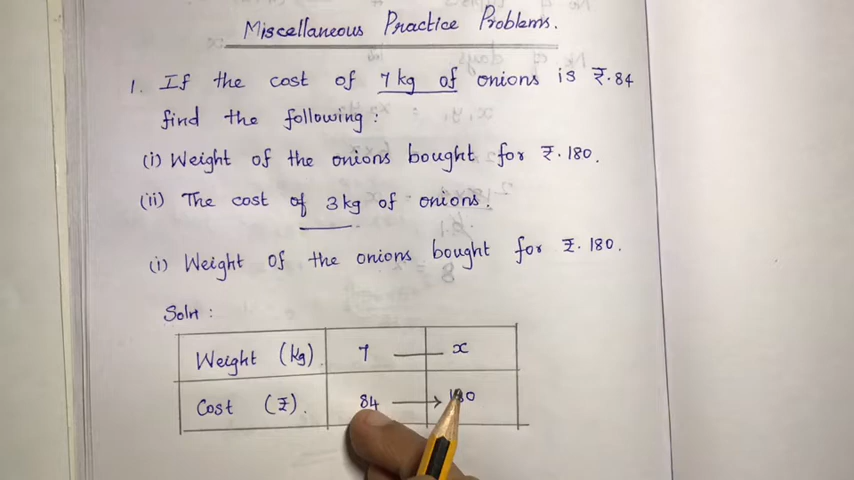 Miscellaneous Practice Problems.
1. If the cost of 7 kg of onions is ₹.84
find the following:
(i) Weight of the onions bought for ₹.180.
(ii) The cost of 3 kg of onions.
(i) Weight of the onions bought for ₹.180.
Soln:
Weight (kg). 7 x
Cost (₹). 84 180